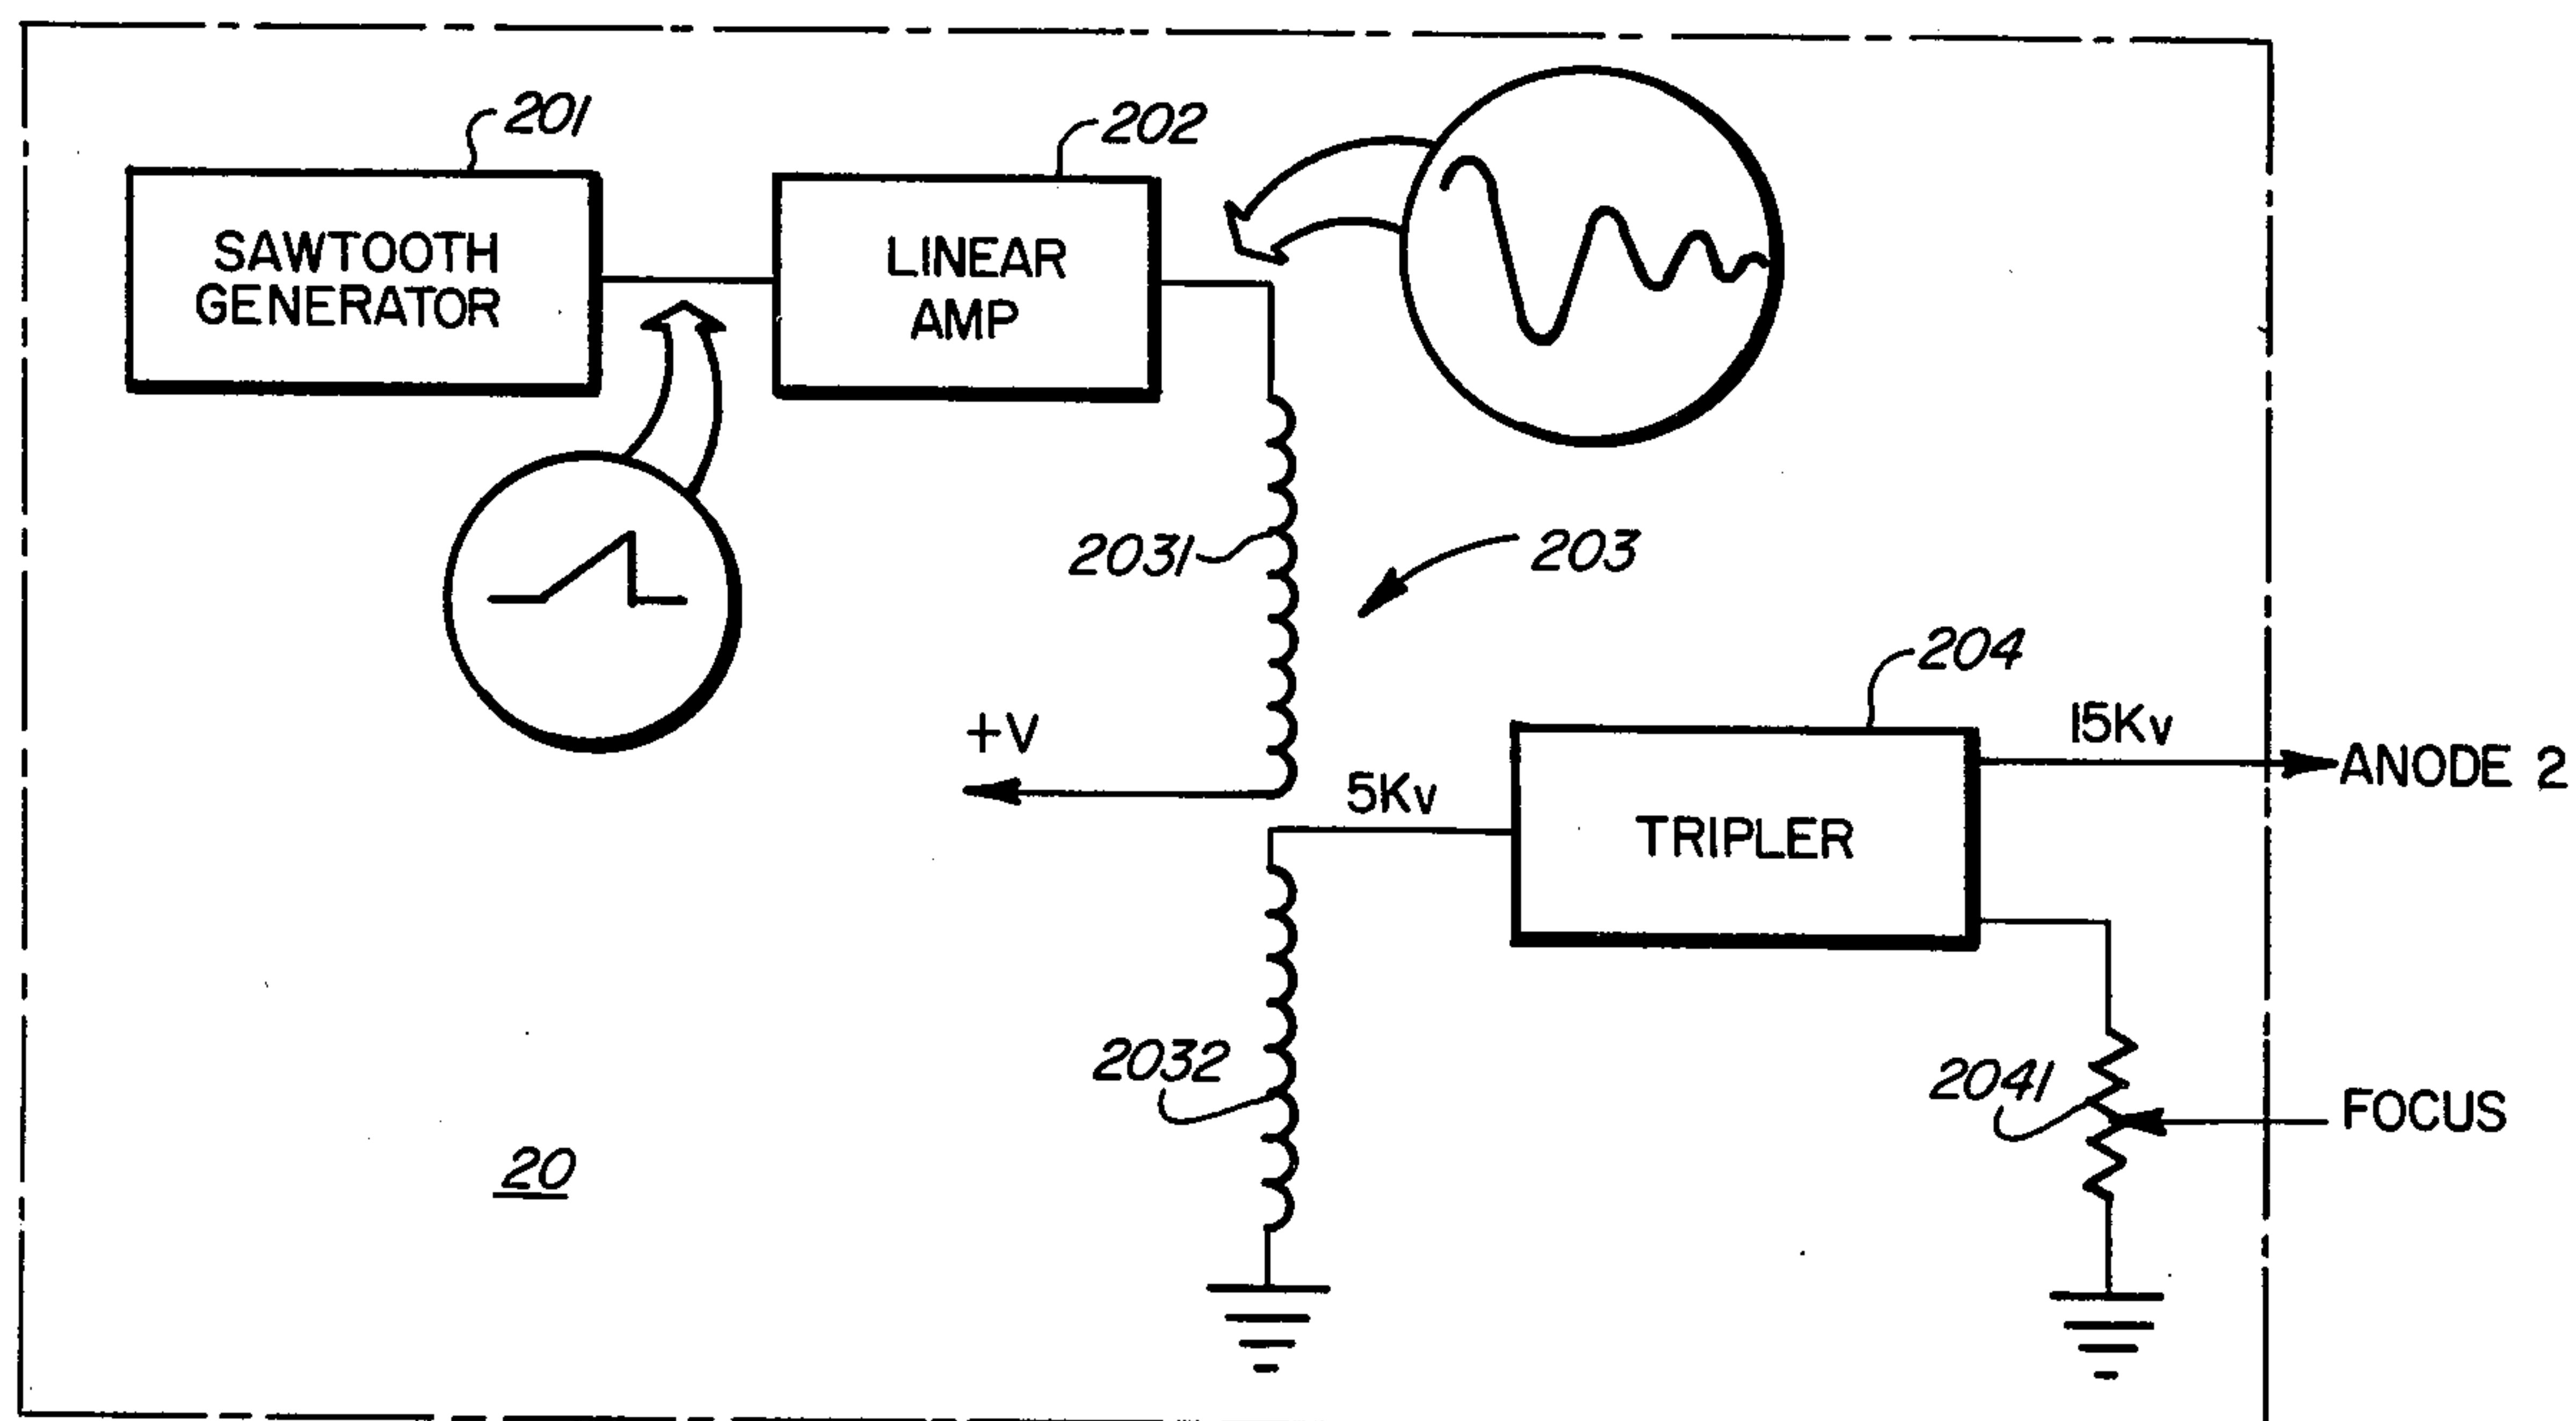 201
202
SAWTOOTH
GENERATOR
LINEAR
AMP
2031
203
204
+V
5Kv
15Kv
ANODE 2
TRIPLER
2032
2041
FOCUS
20